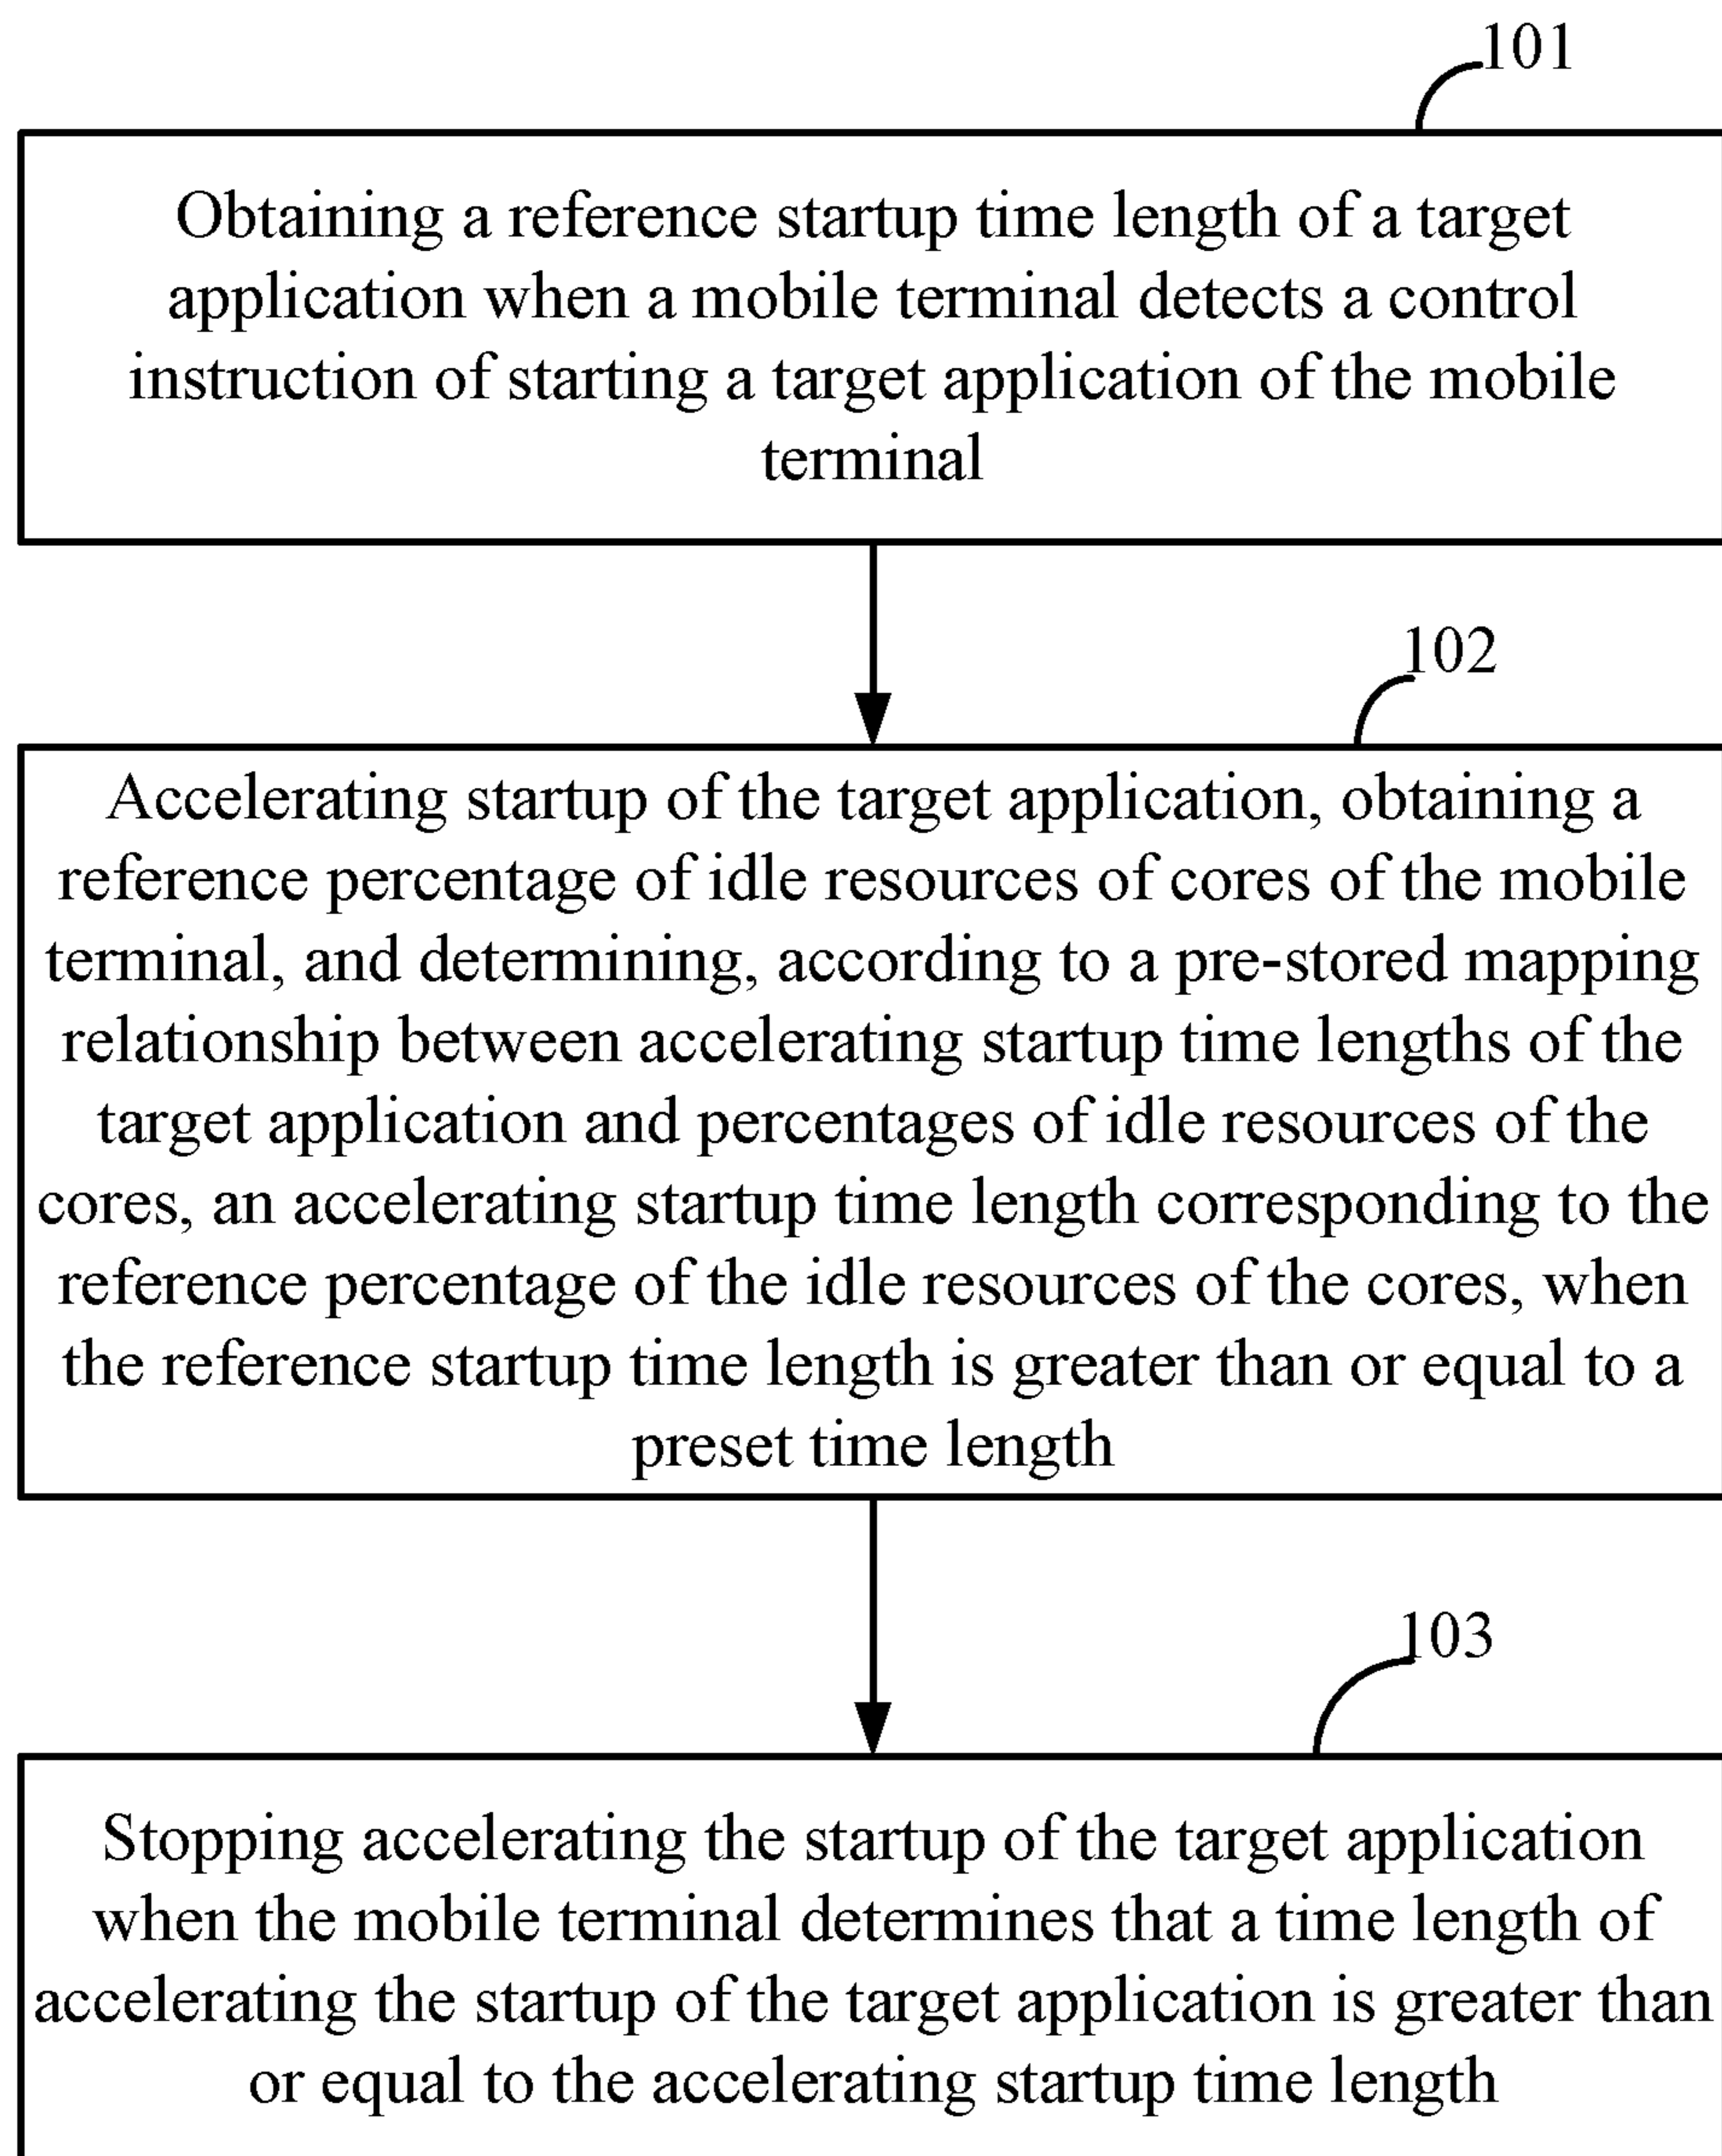 101
Obtaining a reference startup time length of a target
application when a mobile terminal detects a control
instruction of starting a target application of the mobile
terminal
102
Accelerating startup of the target application, obtaining a
reference percentage of idle resources of cores of the mobile
terminal, and determining, according to a pre-stored mapping
relationship between accelerating startup time lengths of the
target application and percentages of idle resources of the
cores, an accelerating startup time length corresponding to the
reference percentage of the idle resources of the cores, when
the reference startup time length is greater than or equal to a
preset time length
103
Stopping accelerating the startup of the target application
when the mobile terminal determines that a time length of
accelerating the startup of the target application is greater than
or equal to the accelerating startup time length